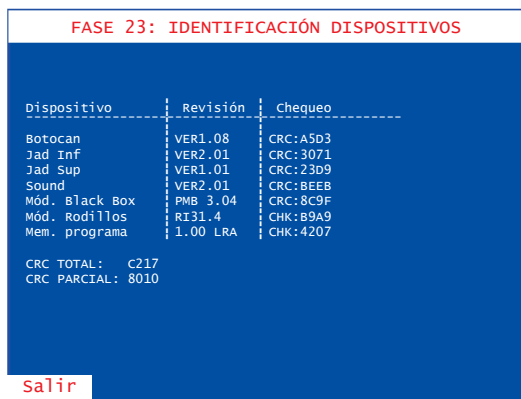 FASE 23: IDENTIFICACIÓN DISPOSITIVOS
Dispositivo Revisión Chequeo
Botocan VER1.08 CRC:A5D3
Jad Inf VER2.01 CRC:3071
Jad Sup VER1.01 CRC:23D9
Sound VER2.01 CRC:BEEB
Mód. Black Box PMB 3.04 CRC:8C9F
Mód. Rodillos RI31.4 CHK:B9A9
Mem. programa 1.00 LRA CHK:4207
CRC TOTAL: C217
CRC PARCIAL: 8010
Salir